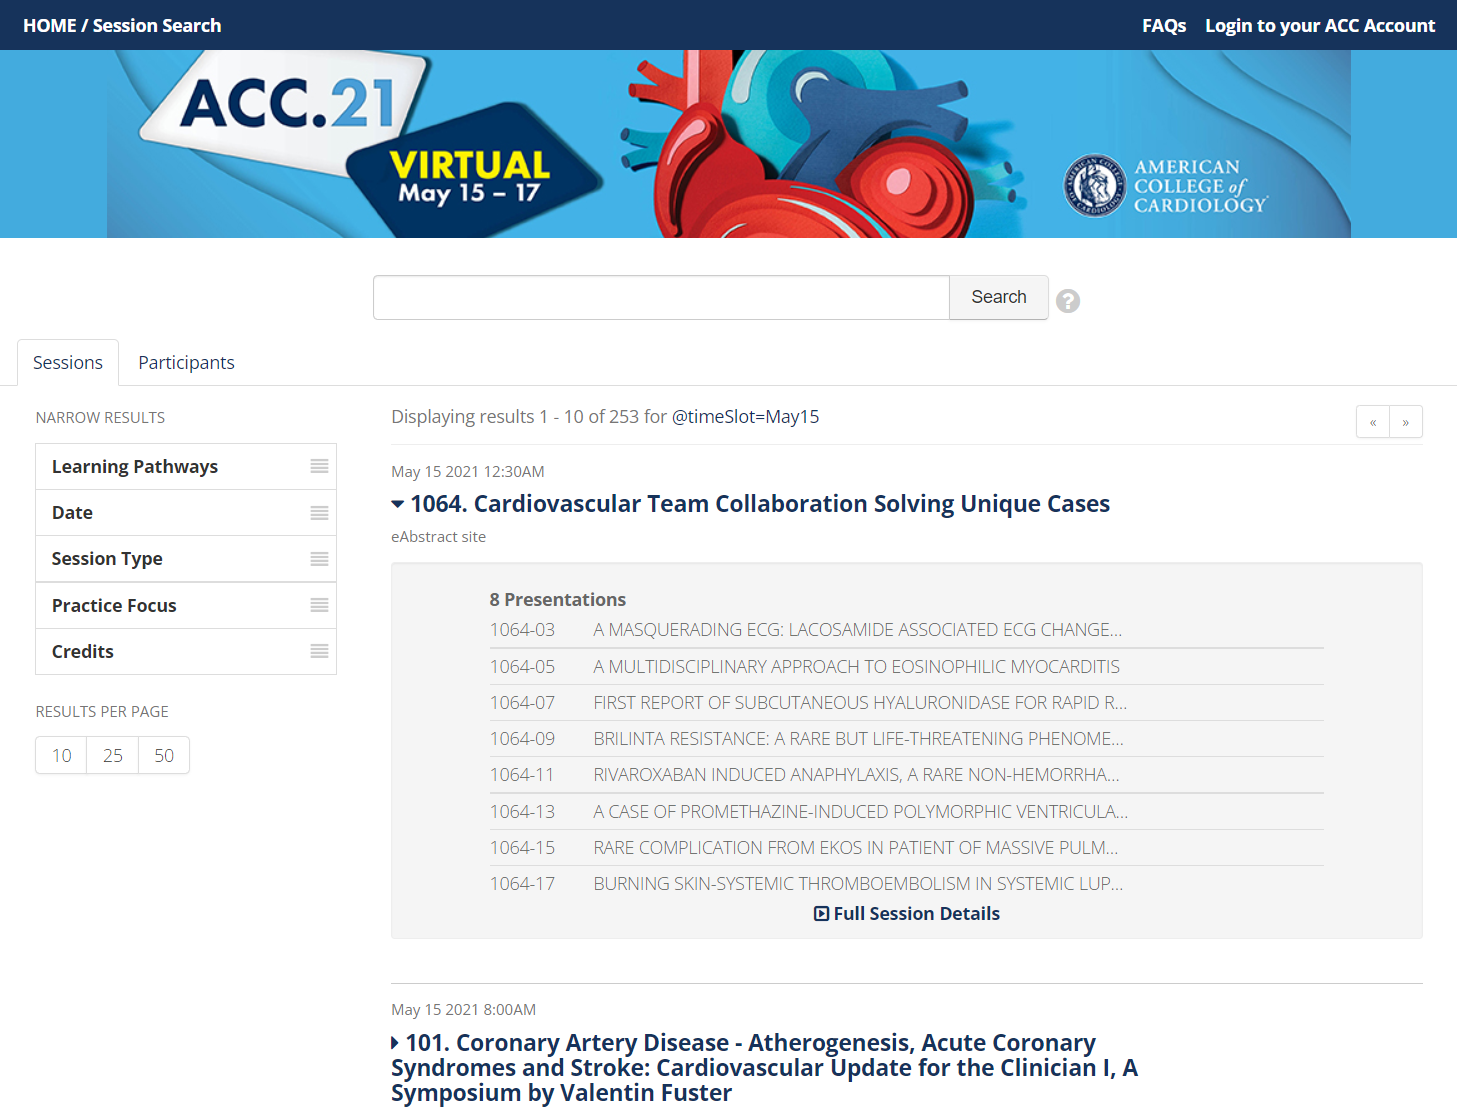 HOME / Session Search
FAQs
Login to your ACC Account
ACC.21
VIRTUAL
May 15 – 17
AMERICAN
COLLEGE of
CARDIOLOGY
Search
?
Sessions
Participants
NARROW RESULTS
Learning Pathways
Date
Session Type
Practice Focus
Credits
RESULTS PER PAGE
10
25
50
Displaying results 1 - 10 of 253 for @timeSlot=May15
«
»
May 15 2021 12:30AM
1064. Cardiovascular Team Collaboration Solving Unique Cases
eAbstract site
8 Presentations
1064-03 A MASQUERADING ECG: LACOSAMIDE ASSOCIATED ECG CHANGE...
1064-05 A MULTIDISCIPLINARY APPROACH TO EOSINOPHILIC MYOCARDITIS
1064-07 FIRST REPORT OF SUBCUTANEOUS HYALURONIDASE FOR RAPID R...
1064-09 BRILINTA RESISTANCE: A RARE BUT LIFE-THREATENING PHENOME...
1064-11 RIVAROXABAN INDUCED ANAPHYLAXIS, A RARE NON-HEMORRHA...
1064-13 A CASE OF PROMETHAZINE-INDUCED POLYMORPHIC VENTRICULA...
1064-15 RARE COMPLICATION FROM EKOS IN PATIENT OF MASSIVE PULM...
1064-17 BURNING SKIN-SYSTEMIC THROMBOEMBOLISM IN SYSTEMIC LUP...
Full Session Details
May 15 2021 8:00AM
101. Coronary Artery Disease - Atherogenesis, Acute Coronary
Syndromes and Stroke: Cardiovascular Update for the Clinician I, A
Symposium by Valentin Fuster